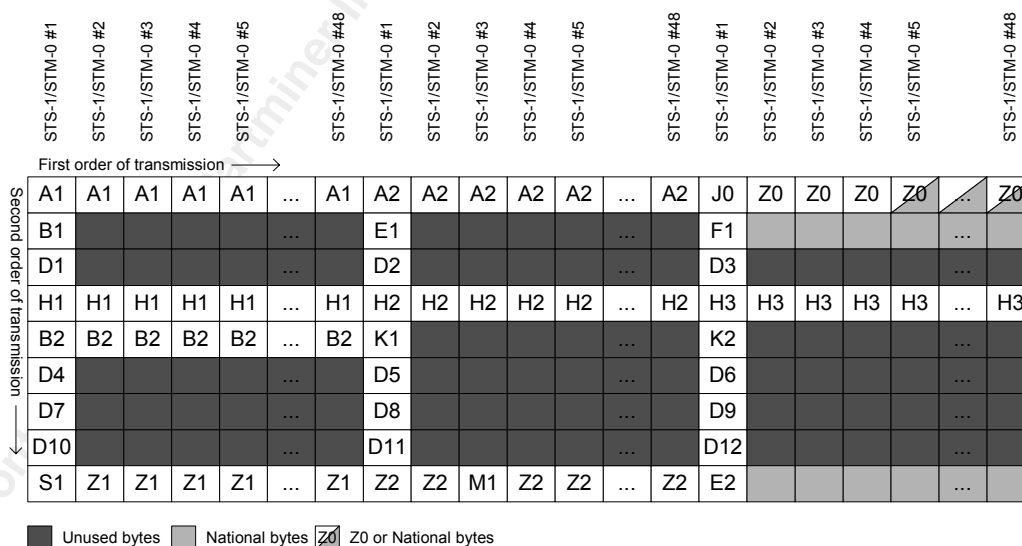 STS-1/STM-0 #1 STS-1/STM-0 #2 STS-1/STM-0 #3 STS-1/STM-0 #4 STS-1/STM-0 #5 STS-1/STM-0 #48 STS-1/STM-0 #1 STS-1/STM-0 #2 STS-1/STM-0 #3 STS-1/STM-0 #4 STS-1/STM-0 #5 STS-1/STM-0 #48 STS-1/STM-0 #1 STS-1/STM-0 #2 STS-1/STM-0 #3 STS-1/STM-0 #4 STS-1/STM-0 #5 STS-1/STM-0 #48
First order of transmission
Second order of transmission
A1 A1 A1 A1 A1 ... A1 A2 A2 A2 A2 A2 ... A2 J0 Z0 Z0 Z0 Z0 ... Z0
B1 ... E1 ... F1 ...
D1 ... D2 ... D3 ...
H1 H1 H1 H1 H1 ... H1 H2 H2 H2 H2 H2 ... H2 H3 H3 H3 H3 H3 ... H3
B2 B2 B2 B2 B2 ... B2 K1 ... K2 ...
D4 ... D5 ... D6 ...
D7 ... D8 ... D9 ...
D10 ... D11 ... D12 ...
S1 Z1 Z1 Z1 Z1 ... Z1 Z2 Z2 M1 Z2 Z2 ... Z2 E2 ...
Unused bytes National bytes Z0 Z0 or National bytes